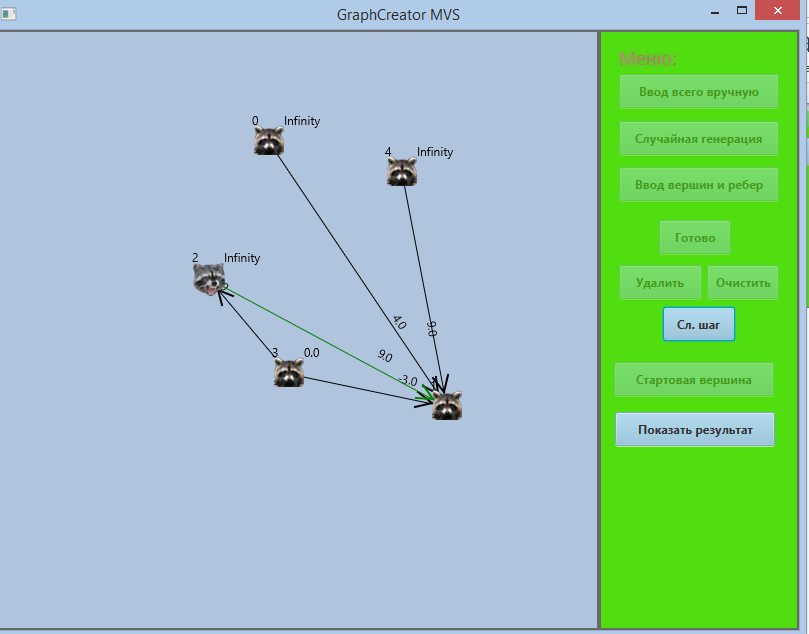 GraphCreator MVS
Меню:
Ввод всего вручную
Случайная генерация
Ввод вершин и ребер
Готово
Удалить
Очистить
Сл. шаг
Стартовая вершина
Показать результат
0 Infinity
4 Infinity
2 Infinity
3 0.0
4.0
9.0
9.0
-3.0